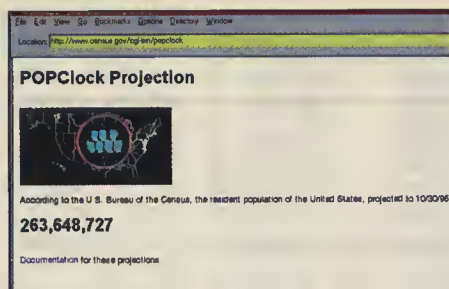 File Edit View Go Bookmarks Options Directory Window
Location: http://www.census.gov/cgi-bin/popclock
POPClock Projection
According to the U.S. Bureau of the Census, the resident population of the United States, projected to 10/30/95
263,648,727
Documentation for these projections